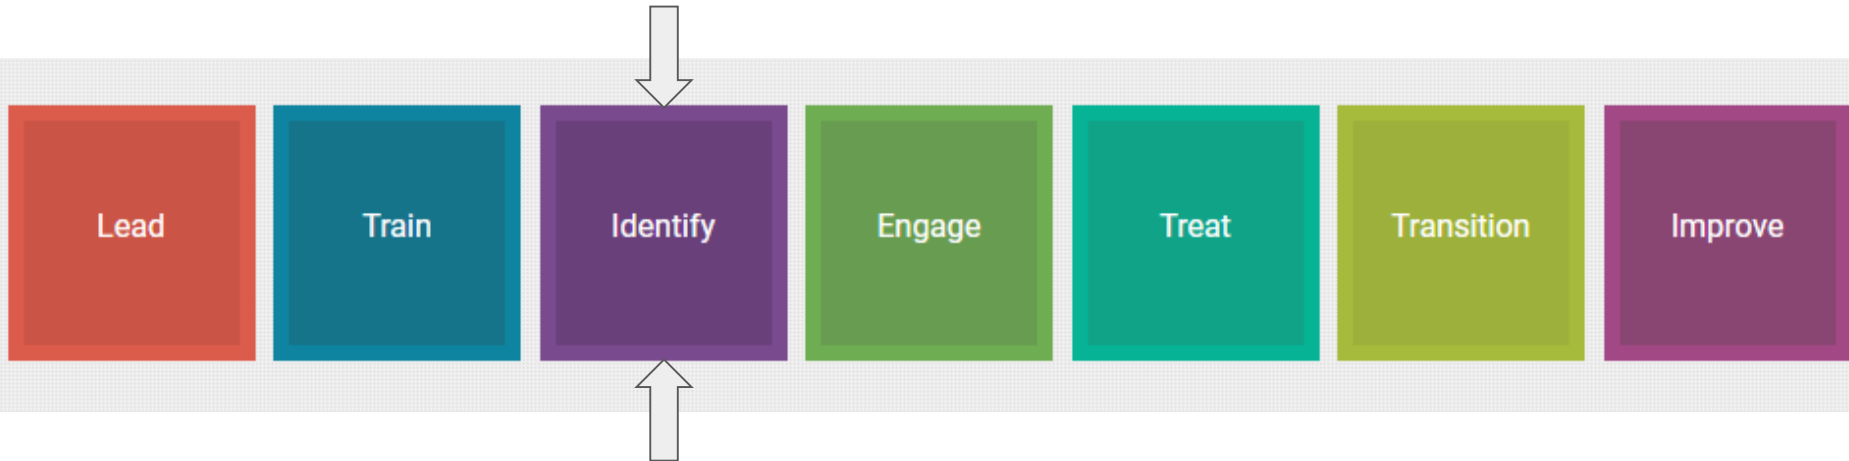 Lead
Train
Identify
Engage
Treat
Transition
Improve